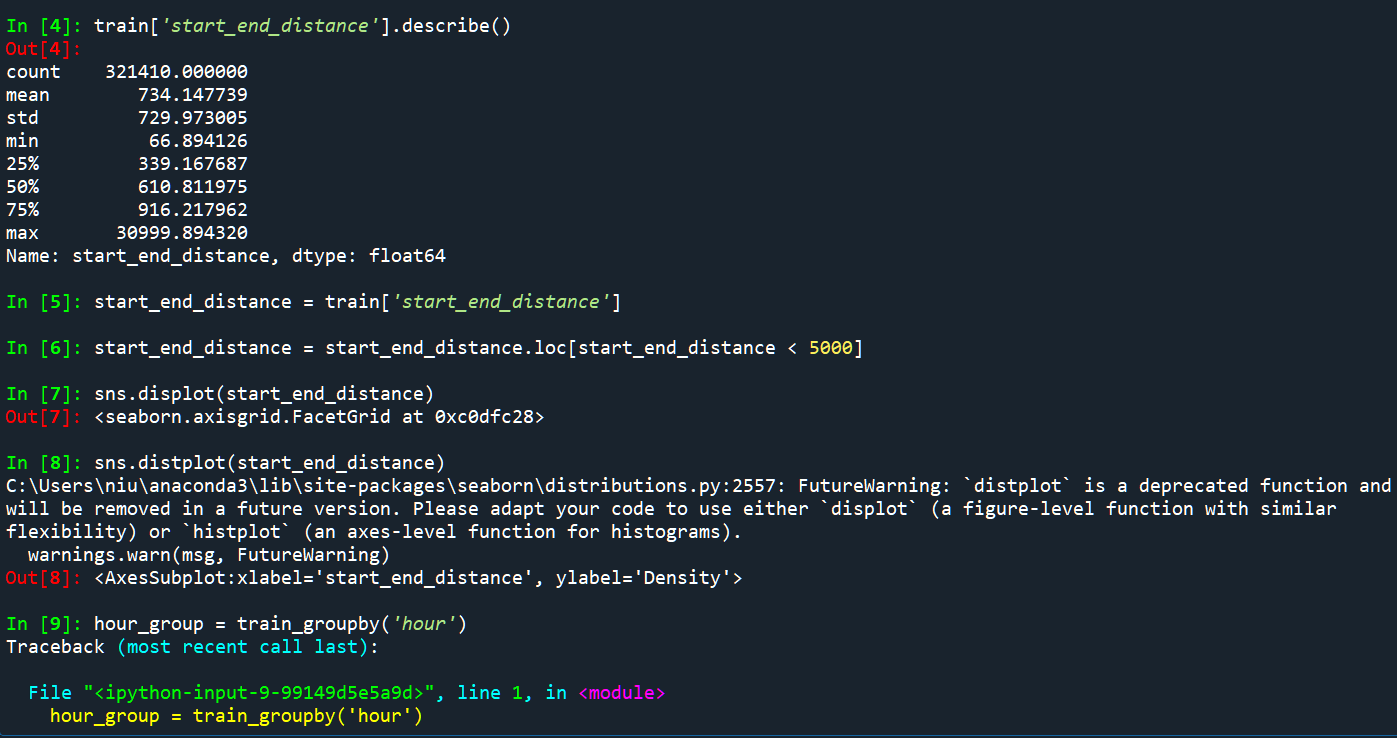 In [4]: train['start_end_distance'].describe()
Out[4]:
count    321410.000000
mean        734.147739
std         729.973005
min          66.894126
25%         339.167687
50%         610.811975
75%         916.217962
max       30999.894320
Name: start_end_distance, dtype: float64
In [5]: start_end_distance = train['start_end_distance']
In [6]: start_end_distance = start_end_distance.loc[start_end_distance < 5000]
In [7]: sns.displot(start_end_distance)
Out[7]: <seaborn.axisgrid.FacetGrid at 0xc0dfc28>
In [8]: sns.distplot(start_end_distance)
C:\Users\niu\anaconda3\lib\site-packages\seaborn\distributions.py:2557: FutureWarning: `distplot` is a deprecated function and
will be removed in a future version. Please adapt your code to use either `displot` (a figure-level function with similar
flexibility) or `histplot` (an axes-level function for histograms).
  warnings.warn(msg, FutureWarning)
Out[8]: <AxesSubplot:xlabel='start_end_distance', ylabel='Density'>
In [9]: hour_group = train_groupby('hour')
Traceback (most recent call last):
  File "<ipython-input-9-99149d5e5a9d>", line 1, in <module>
    hour_group = train_groupby('hour')